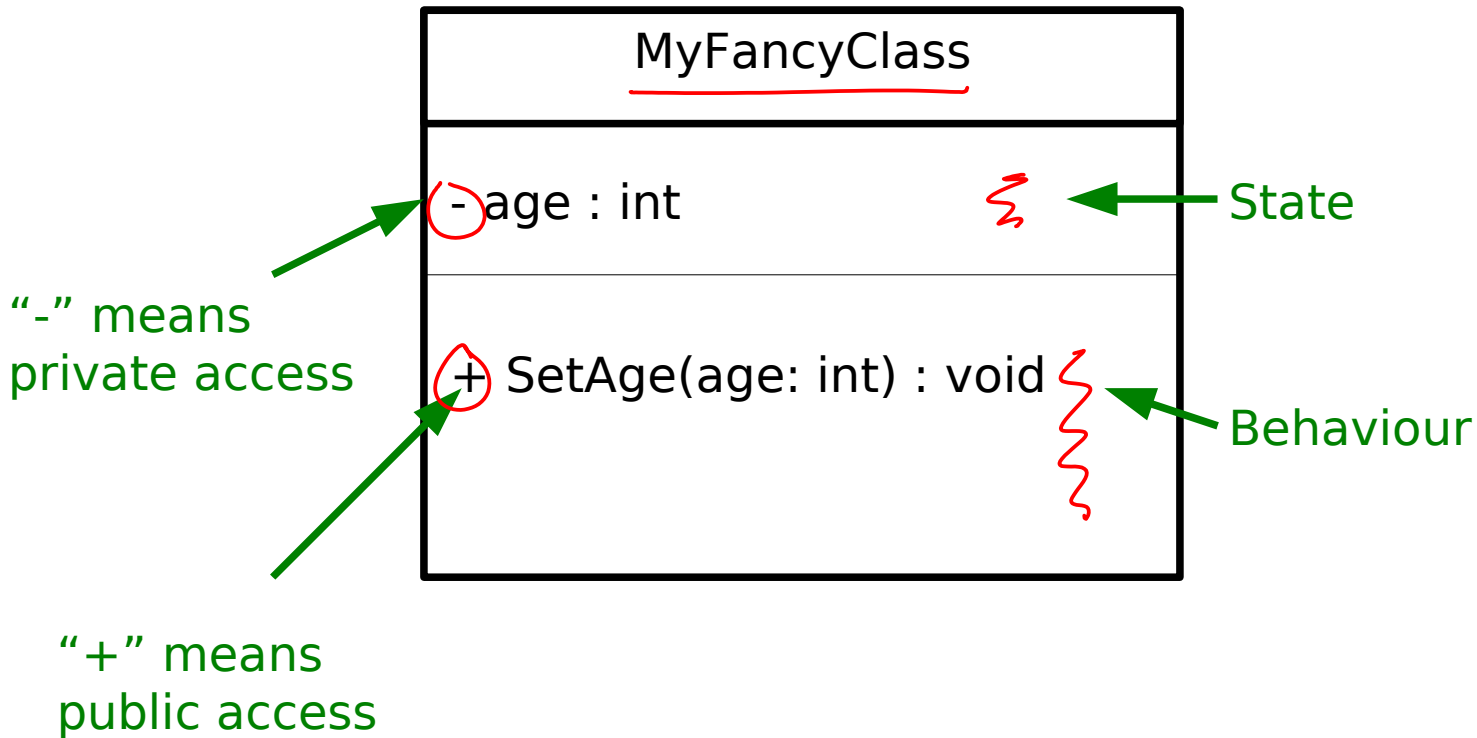 MyFancyClass
- age : int
State
“-” means
private access
+ SetAge(age: int) : void
Behaviour
“+” means
public access